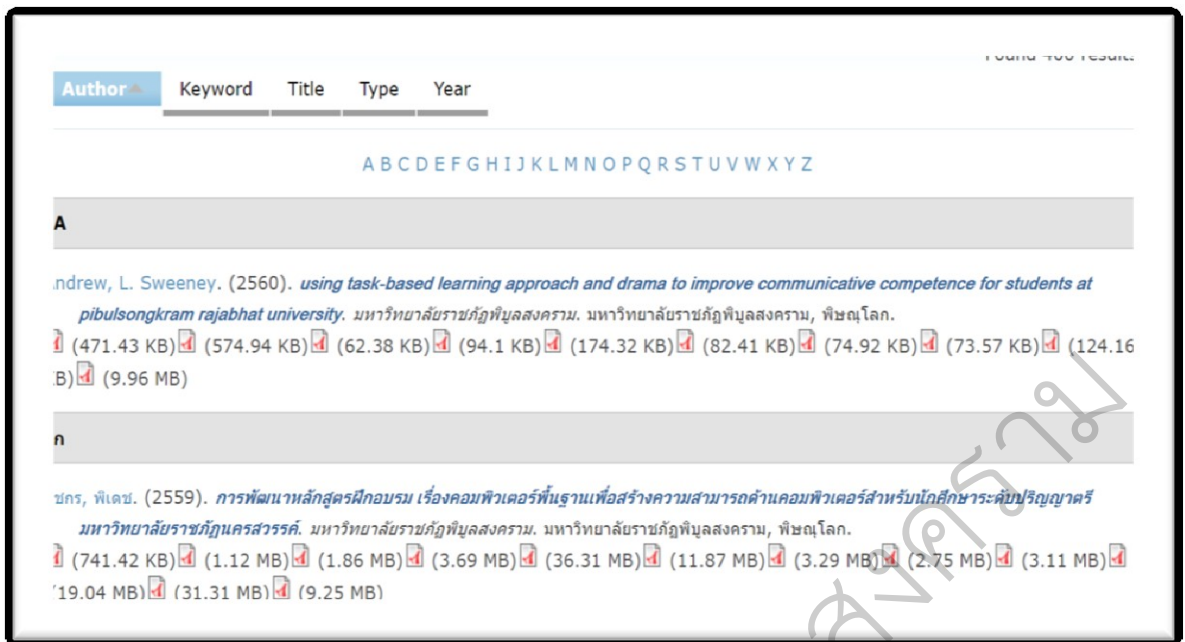 Author Keyword Title Type Year
A B C D E F G H I J K L M N O P Q R S T U V W X Y Z
A
ndrew, L. Sweeney. (2560). using task-based learning approach and drama to improve communicative competence for students at
pibulsongkram rajabhat university. มหาวิทยาลัยราชภัฏพิบูลสงคราม. มหาวิทยาลัยราชภัฏพิบูลสงคราม, พิษณุโลก.
(471.43 KB) (574.94 KB) (62.38 KB) (94.1 KB) (174.32 KB) (82.41 KB) (74.92 KB) (73.57 KB) (124.16
B) (9.96 MB)
ก
ชกร, พิเดช. (2559). การพัฒนาหลักสูตรฝึกอบรม เรื่องคอมพิวเตอร์พื้นฐานเพื่อสร้างความสามารถด้านคอมพิวเตอร์สำหรับนักศึกษาระดับปริญญาตรี
มหาวิทยาลัยราชภัฏนครสวรรค์. มหาวิทยาลัยราชภัฏพิบูลสงคราม. มหาวิทยาลัยราชภัฏพิบูลสงคราม, พิษณุโลก.
(741.42 KB) (1.12 MB) (1.86 MB) (3.69 MB) (36.31 MB) (11.87 MB) (3.29 MB) (2.75 MB) (3.11 MB)
(19.04 MB) (31.31 MB) (9.25 MB)